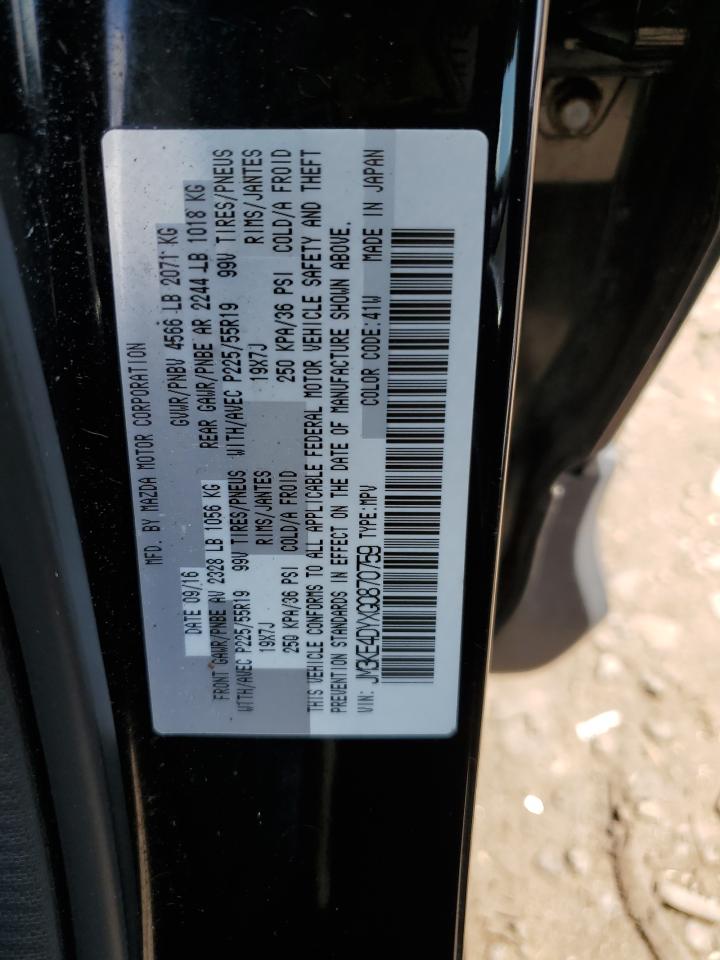 MFD. BY MAZDA MOTOR CORPORATION
DATE 09/16 GVWR/PNBV 4566 LB 2071 KG
FRONT GAWR/PNBE AV 2328 LB 1056 KG REAR GAWR/PNBE AR 2244 LB 1018 KG
WITH/AVEC P225/55R19 99V TIRES/PNEUS WITH/AVEC P225/55R19 99V TIRES/PNEUS
19X7J RIMS/JANTES 19X7J RIMS/JANTES
250 KPA/36 PSI COLD/A FROID 250 KPA/36 PSI COLD/A FROID
THIS VEHICLE CONFORMS TO ALL APPLICABLE FEDERAL MOTOR VEHICLE SAFETY AND THEFT
PREVENTION STANDARDS IN EFFECT ON THE DATE OF MANUFACTURE SHOWN ABOVE.
VIN: JM3KE4DYXG0870759 TYPE:MPV COLOR CODE:41W MADE IN JAPAN